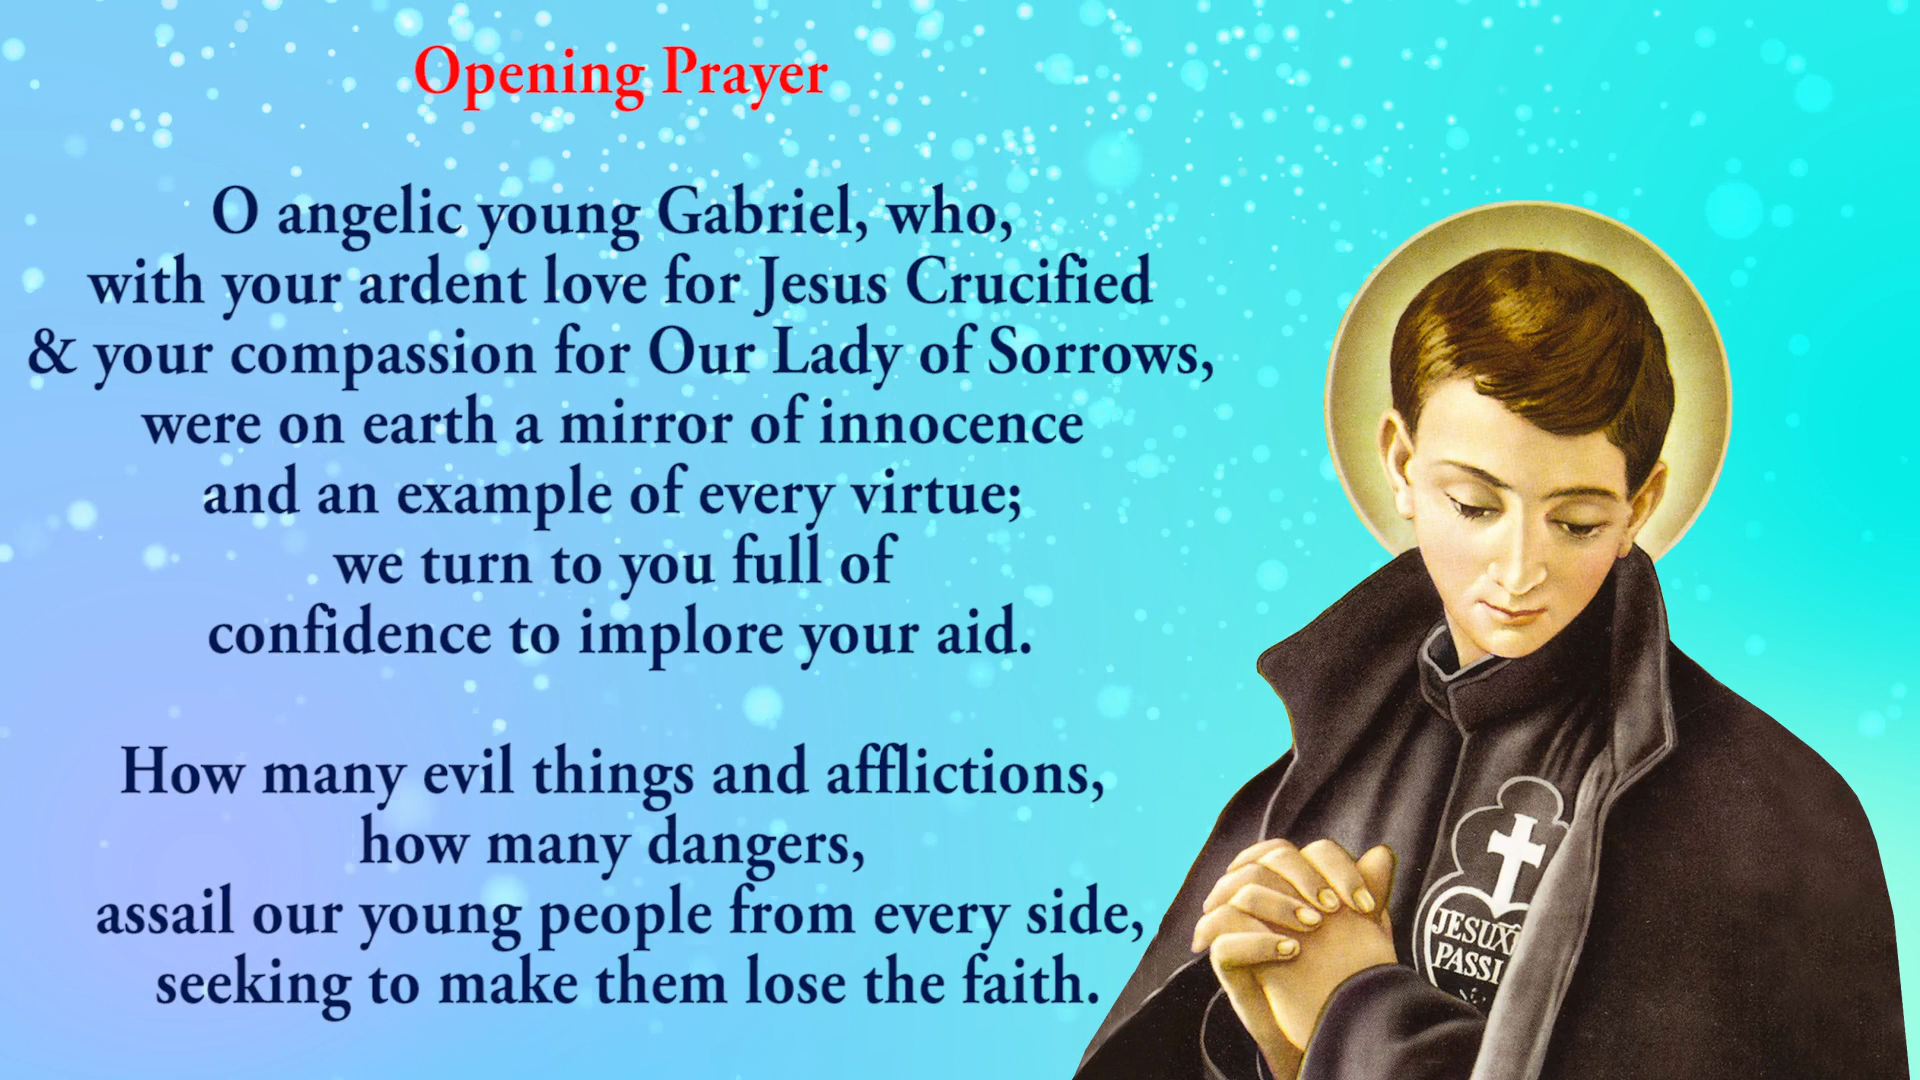 Opening Prayer
O angelic young Gabriel, who,
with your ardent love for Jesus Crucified
& your compassion for Our Lady of Sorrows,
were on earth a mirror of innocence
and an example of every virtue;
we turn to you full of
confidence to implore your aid.
How many evil things and afflictions,
how many dangers,
assail our young people from every side,
seeking to make them lose the faith.
JESU
PASSI